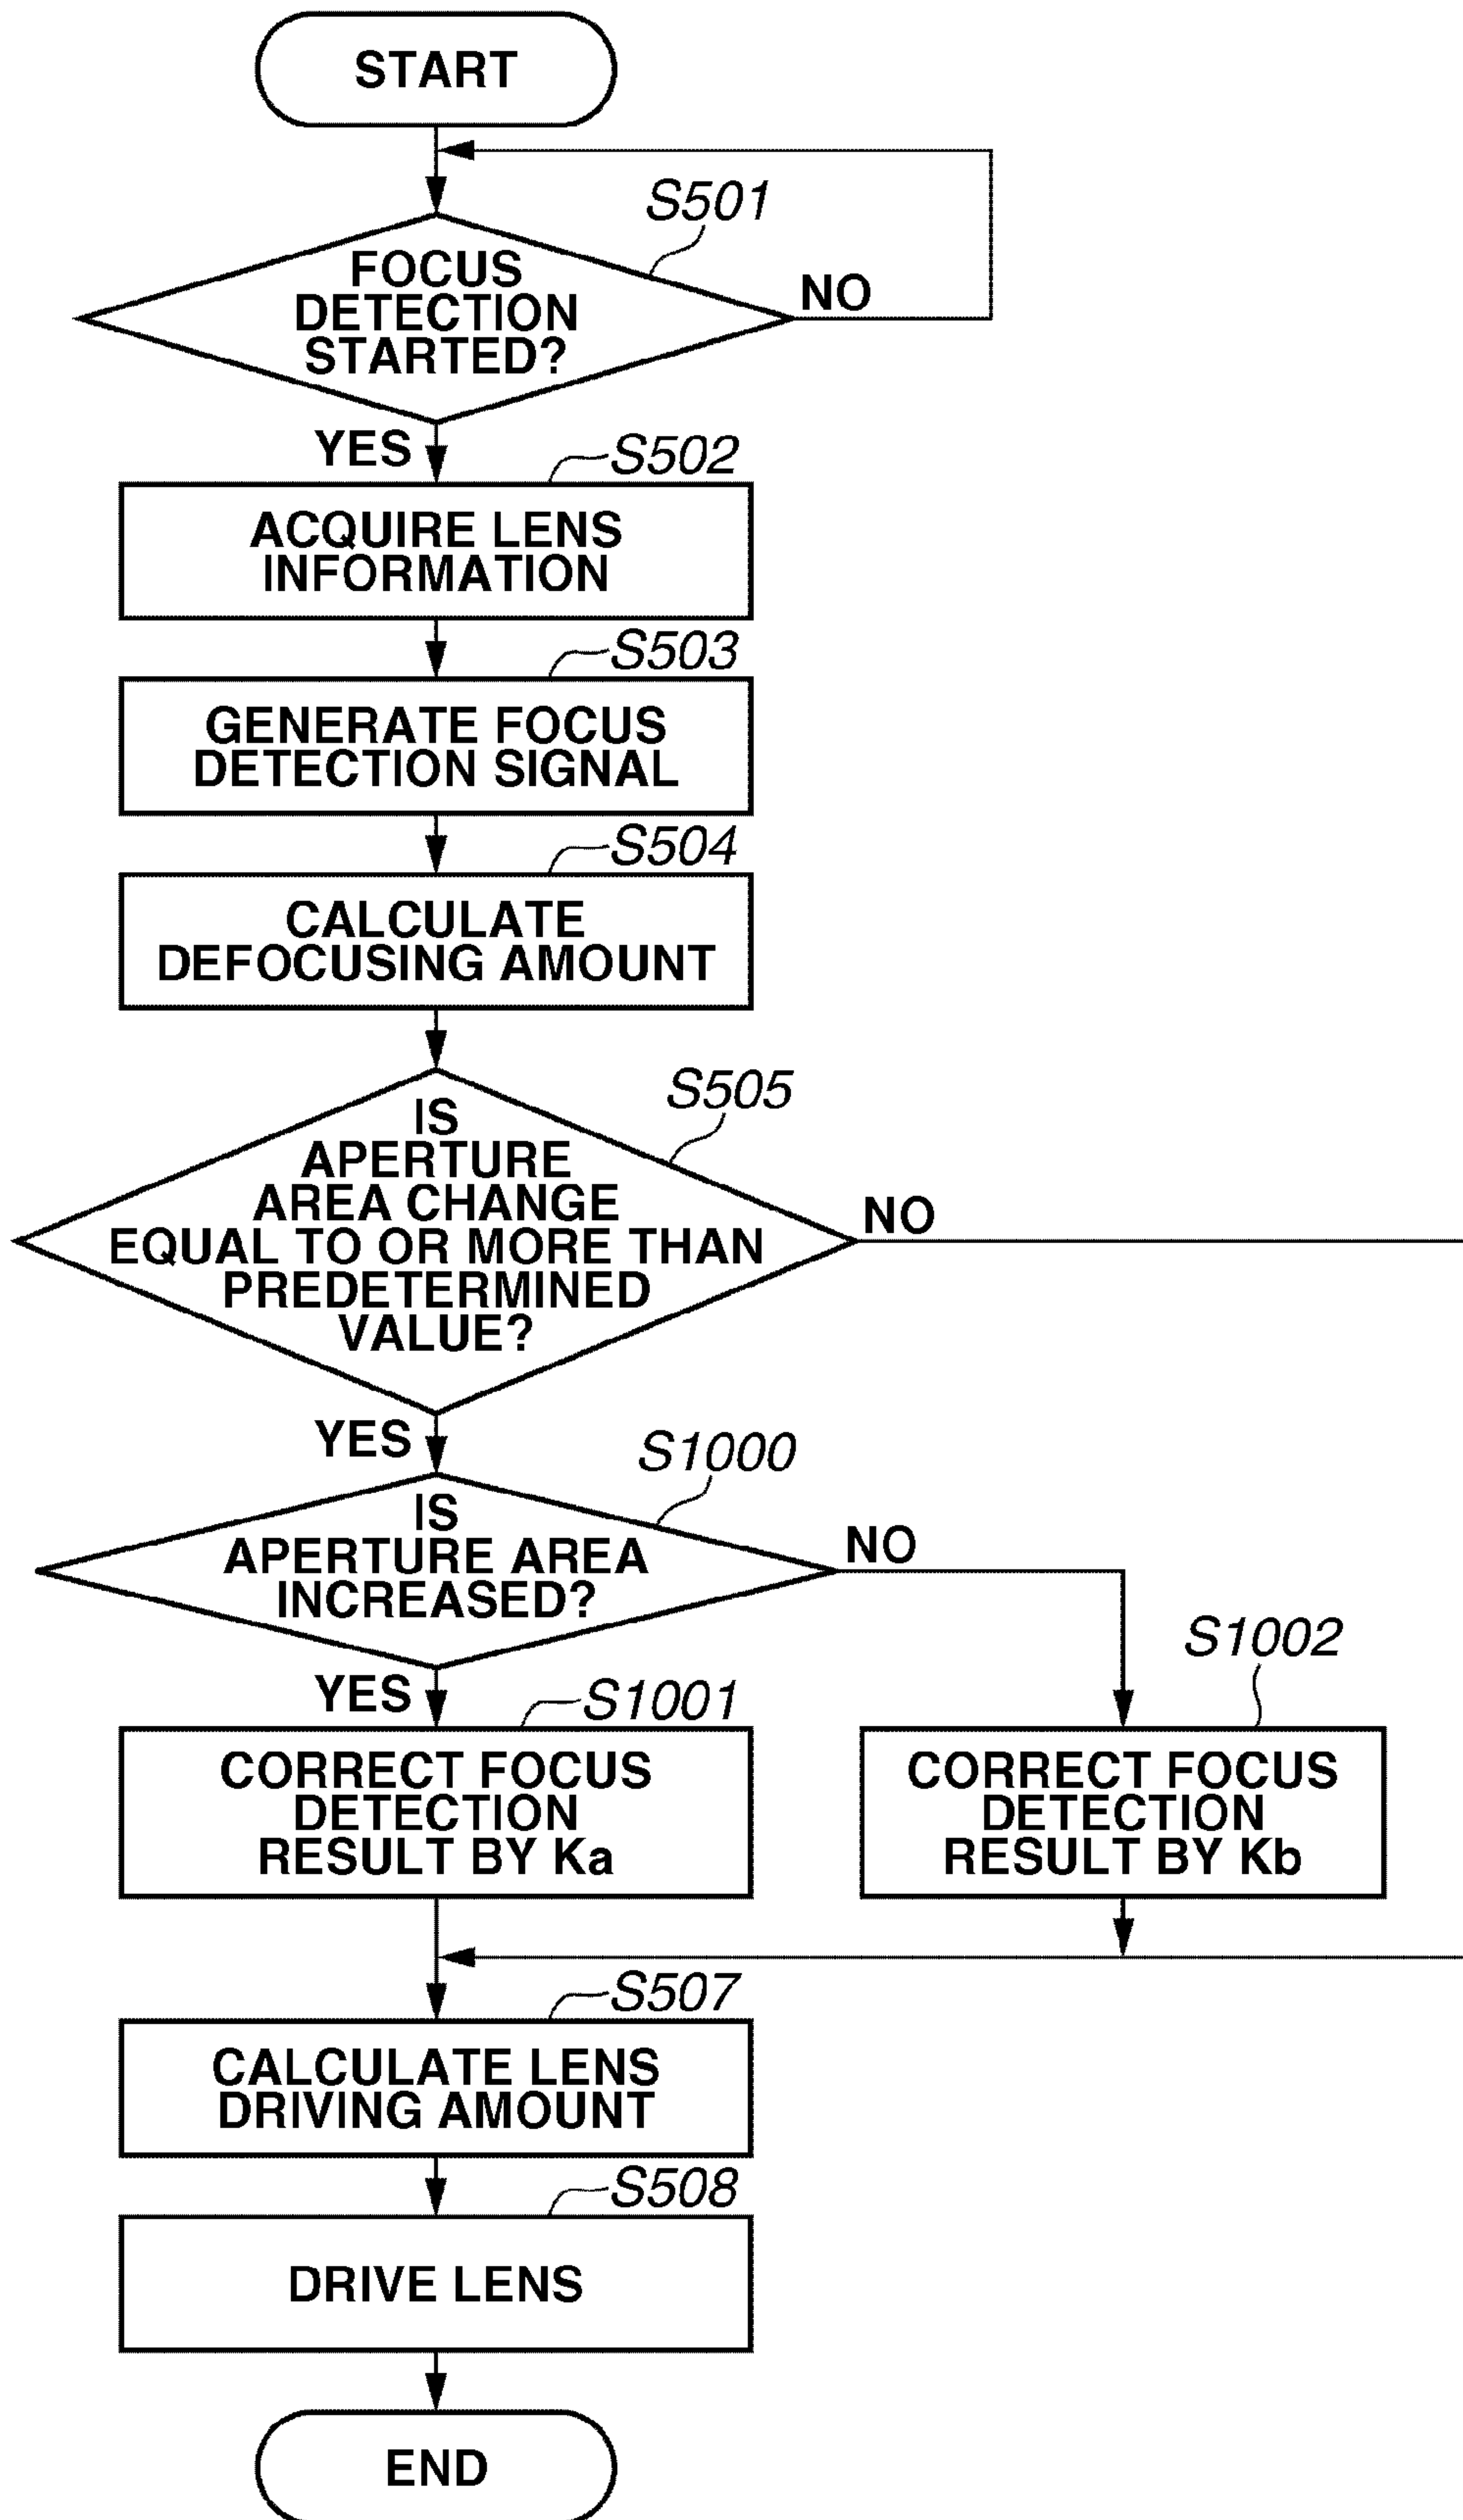 START
S501
FOCUS
DETECTION
STARTED?
NO
YES
S502
ACQUIRE LENS
INFORMATION
S503
GENERATE FOCUS
DETECTION SIGNAL
S504
CALCULATE
DEFOCUSING AMOUNT
S505
IS
APERTURE
AREA CHANGE
EQUAL TO OR MORE THAN
PREDETERMINED
VALUE?
NO
YES
S1000
IS
APERTURE AREA
INCREASED?
NO
YES
S1001
CORRECT FOCUS
DETECTION
RESULT BY Ka
S1002
CORRECT FOCUS
DETECTION
RESULT BY Kb
S507
CALCULATE LENS
DRIVING AMOUNT
S508
DRIVE LENS
END